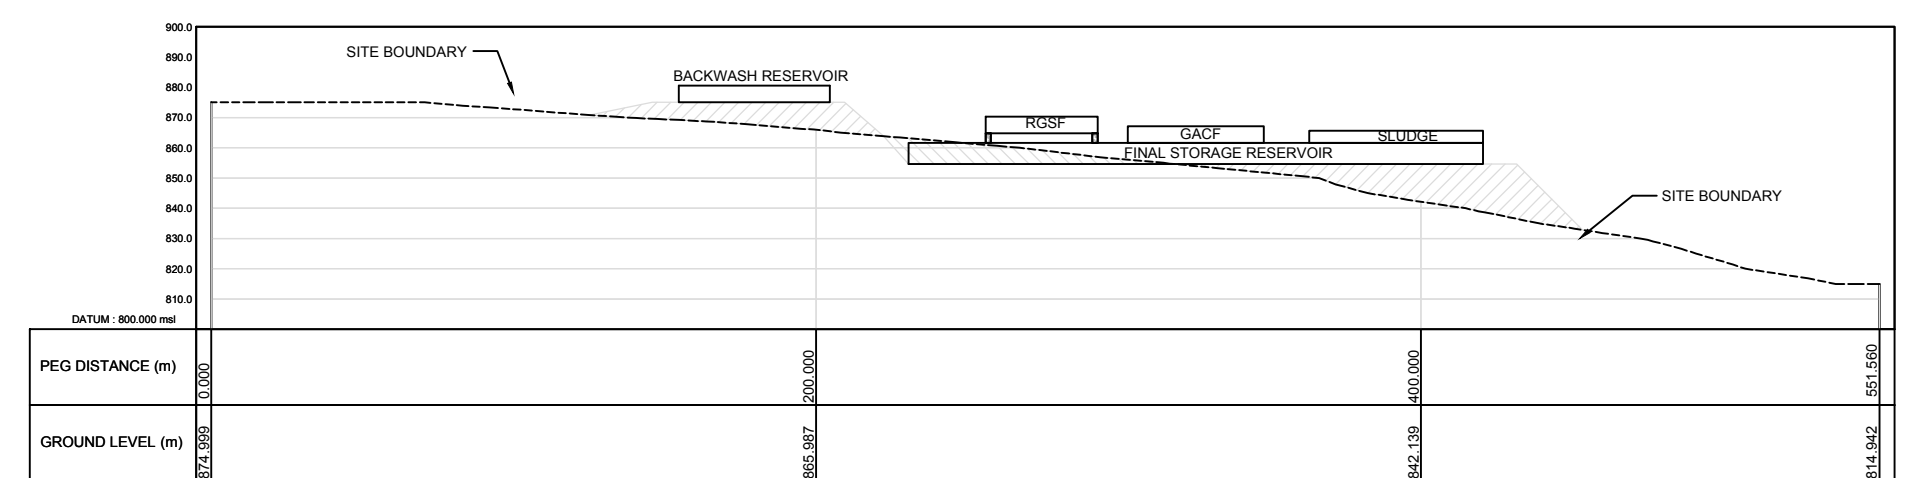 900.0
SITE BOUNDARY
890.0
880.0
BACKWASH RESERVOIR
870.0
RGSF
GACF
SLUDGE
860.0
FINAL STORAGE RESERVOIR
850.0
SITE BOUNDARY
840.0
830.0
820.0
810.0
DATUM : 800.000 msl
PEG DISTANCE (m)
0.000
200.000
400.000
551.560
GROUND LEVEL (m)
874.999
865.987
842.139
814.942